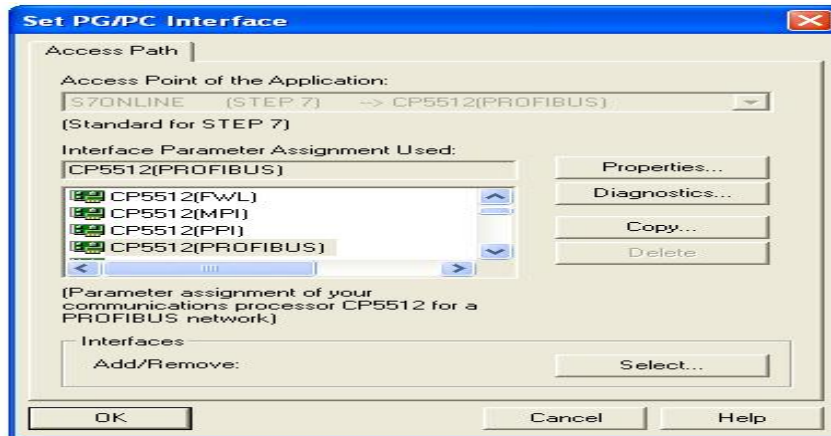 Set PG/PC Interface
Access Path
Access Point of the Application:
S7ONLINE (STEP 7) --> CP5512(PROFIBUS)
(Standard for STEP 7)
Interface Parameter Assignment Used:
CP5512(PROFIBUS)
Properties...
CP5512(FWL)
Diagnostics...
CP5512(MPI)
CP5512(PPI)
Copy...
CP5512(PROFIBUS)
Delete
(Parameter assignment of your
communications processor CP5512 for a
PROFIBUS network)
Interfaces
Add/Remove:
Select...
OK
Cancel
Help